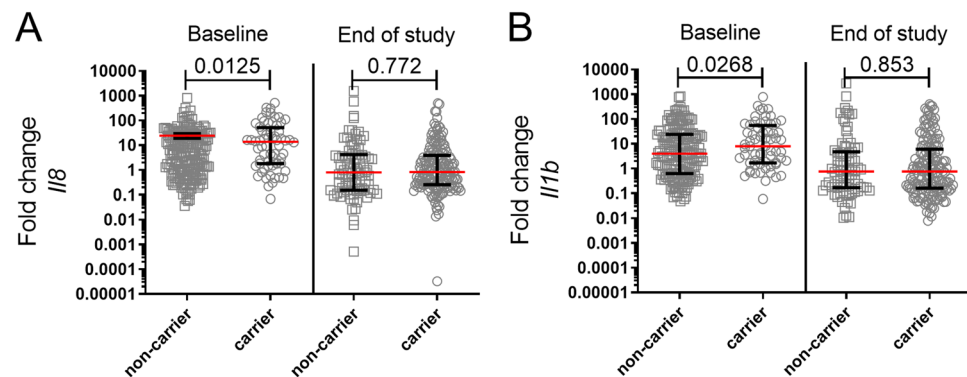 A
Baseline
End of study
0.0125
0.772
Fold change
Il8
10000
1000
100
10
1
0.1
0.01
0.001
0.0001
0.00001
non-carrier
carrier
non-carrier
carrier
B
Baseline
End of study
0.0268
0.853
Fold change
Il1b
10000
1000
100
10
1
0.1
0.01
0.001
0.0001
0.00001
non-carrier
carrier
non-carrier
carrier